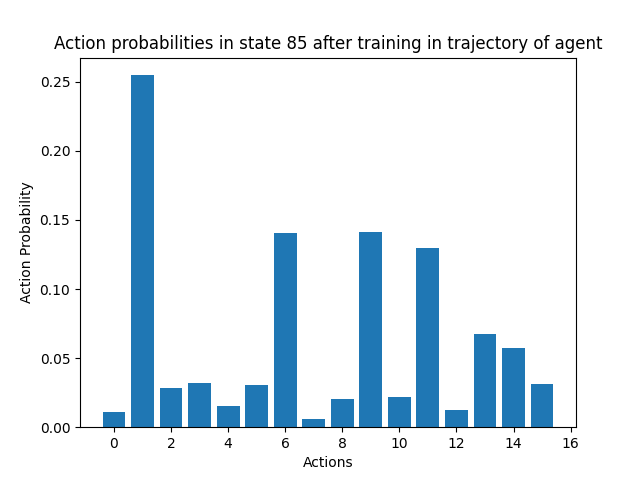 Action probabilities in state 85 after training in trajectory of agent
0.25
0.20
0.15
0.10
0.05
0.00
Action Probability
0 2 4 6 8 10 12 14 16
Actions